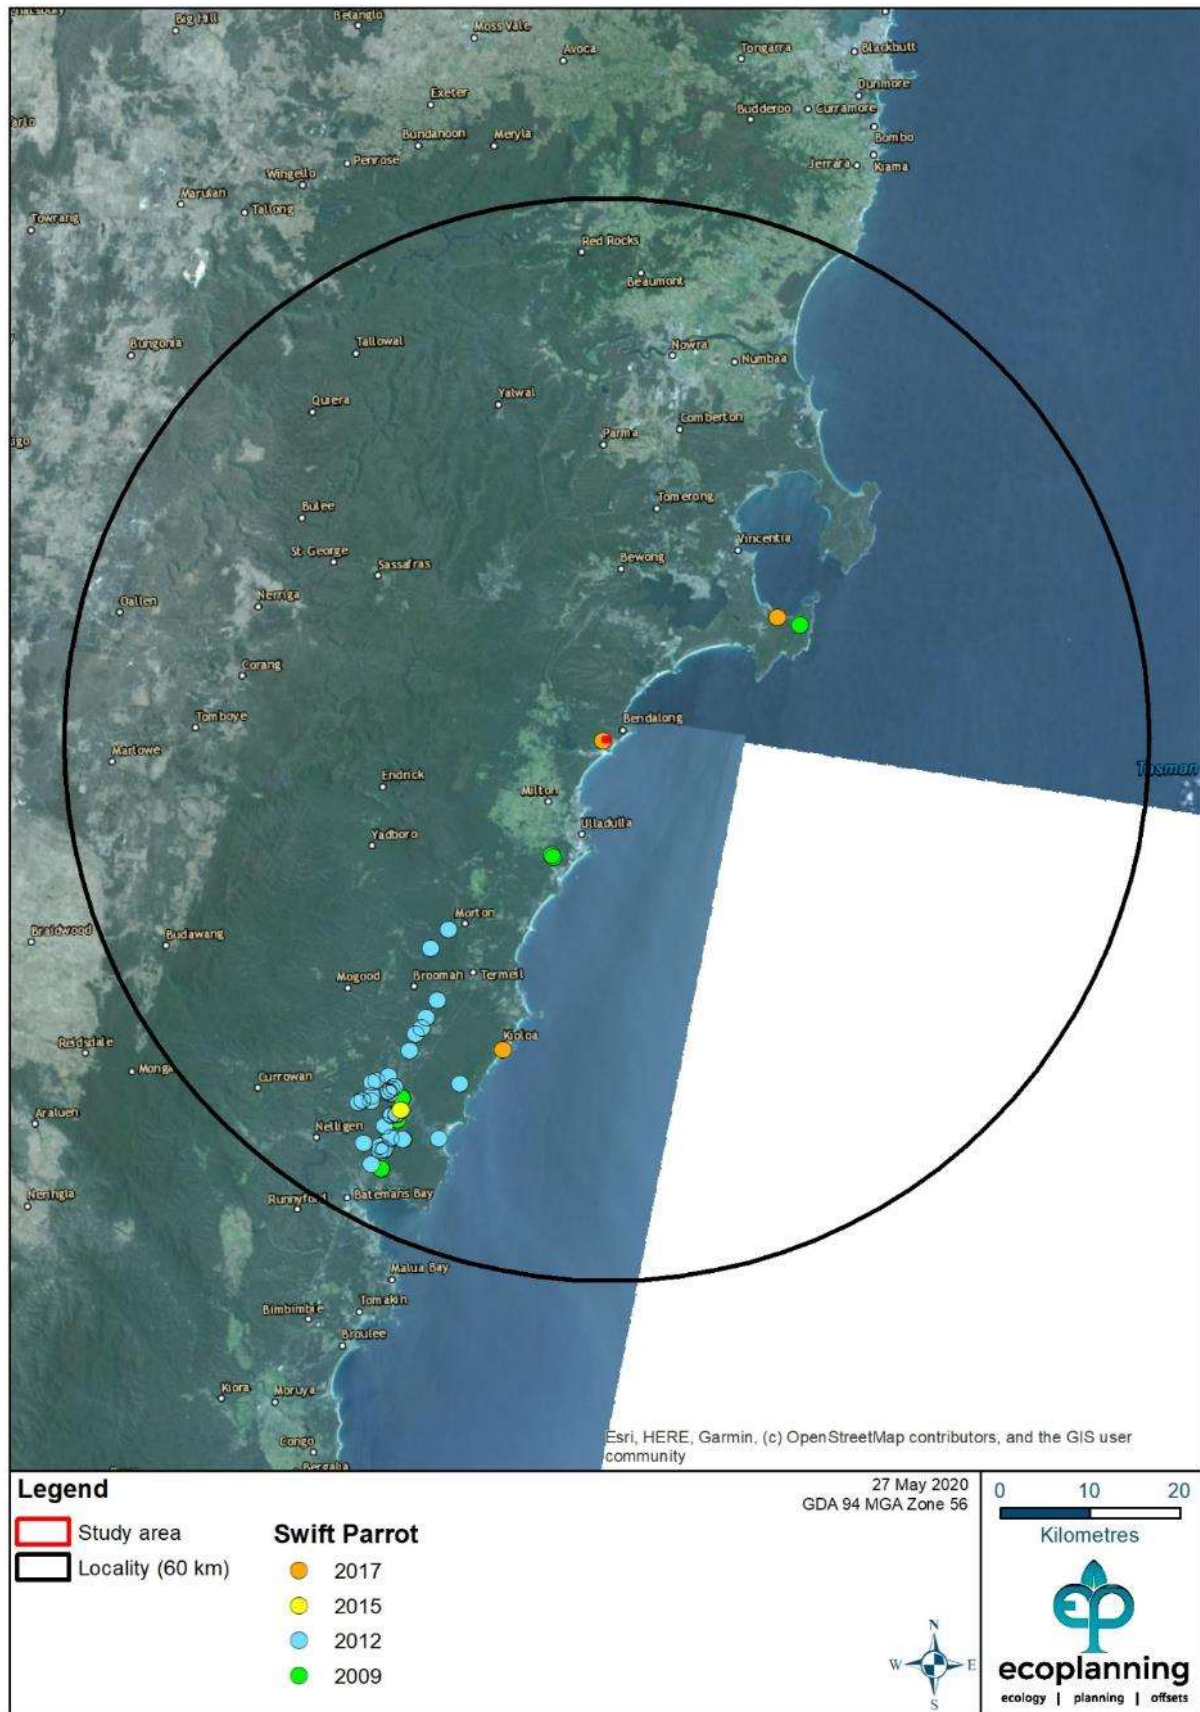 Big Hill
Belanglo
Moss Vale
Avoca
Tongarra
Blackbutt
Dunmore
Exeter
Budderoo
Curramore
Bombo
Bundanoon
Meryla
Penrose
Jerrara
Kiama
Wingello
Marulan
Tallong
Towrang
Red Rocks
Beaumont
Bungonia
Tallowal
Nowra
Numbaa
Quiera
Yalwal
Comberton
Parma
Tomerong
Bulee
Vincentia
St George
Sassafras
Bewong
Oallen
Nerriga
Corang
Tomboye
Bendalong
Marlowe
Tasman
Endrick
Milton
Ulladulla
Yadboro
Morton
Braidwood
Budawang
Mogood
Broomah
Termeil
Kioloa
Reidsdale
Monga
Currowan
Araluen
Nelligen
Neringla
Runnyford
Batemans Bay
Malua Bay
Bimbimbie
Tomakin
Broulee
Kiora
Moruya
Congo
Bergalia
Esri, HERE, Garmin, (c) OpenStreetMap contributors, and the GIS user
community
Legend
Study area
Locality (60 km)
Swift Parrot
2017
2015
2012
2009
27 May 2020
GDA 94 MGA Zone 56
N
W
E
S
0 10 20
Kilometres
ep
ecoplanning
ecology | planning | offsets